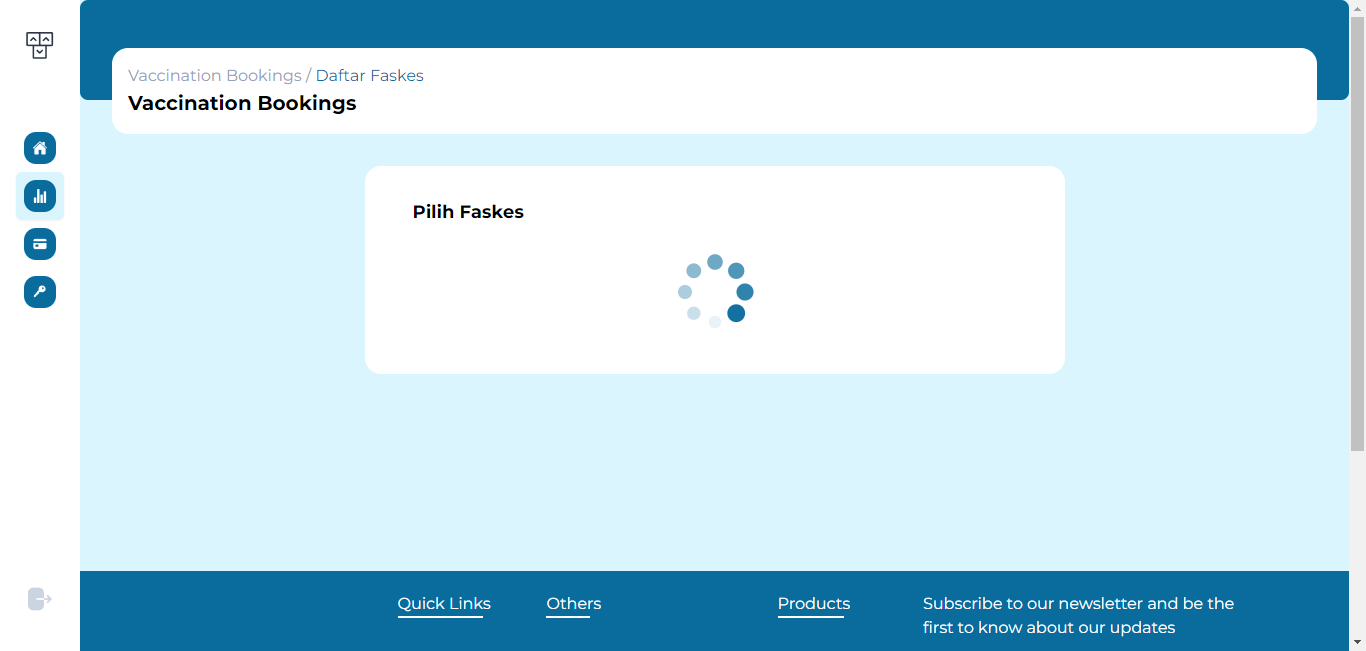 Vaccination Bookings / Daftar Faskes
Vaccination Bookings
Pilih Faskes
Quick Links
Others
Products
Subscribe to our newsletter and be the
first to know about our updates